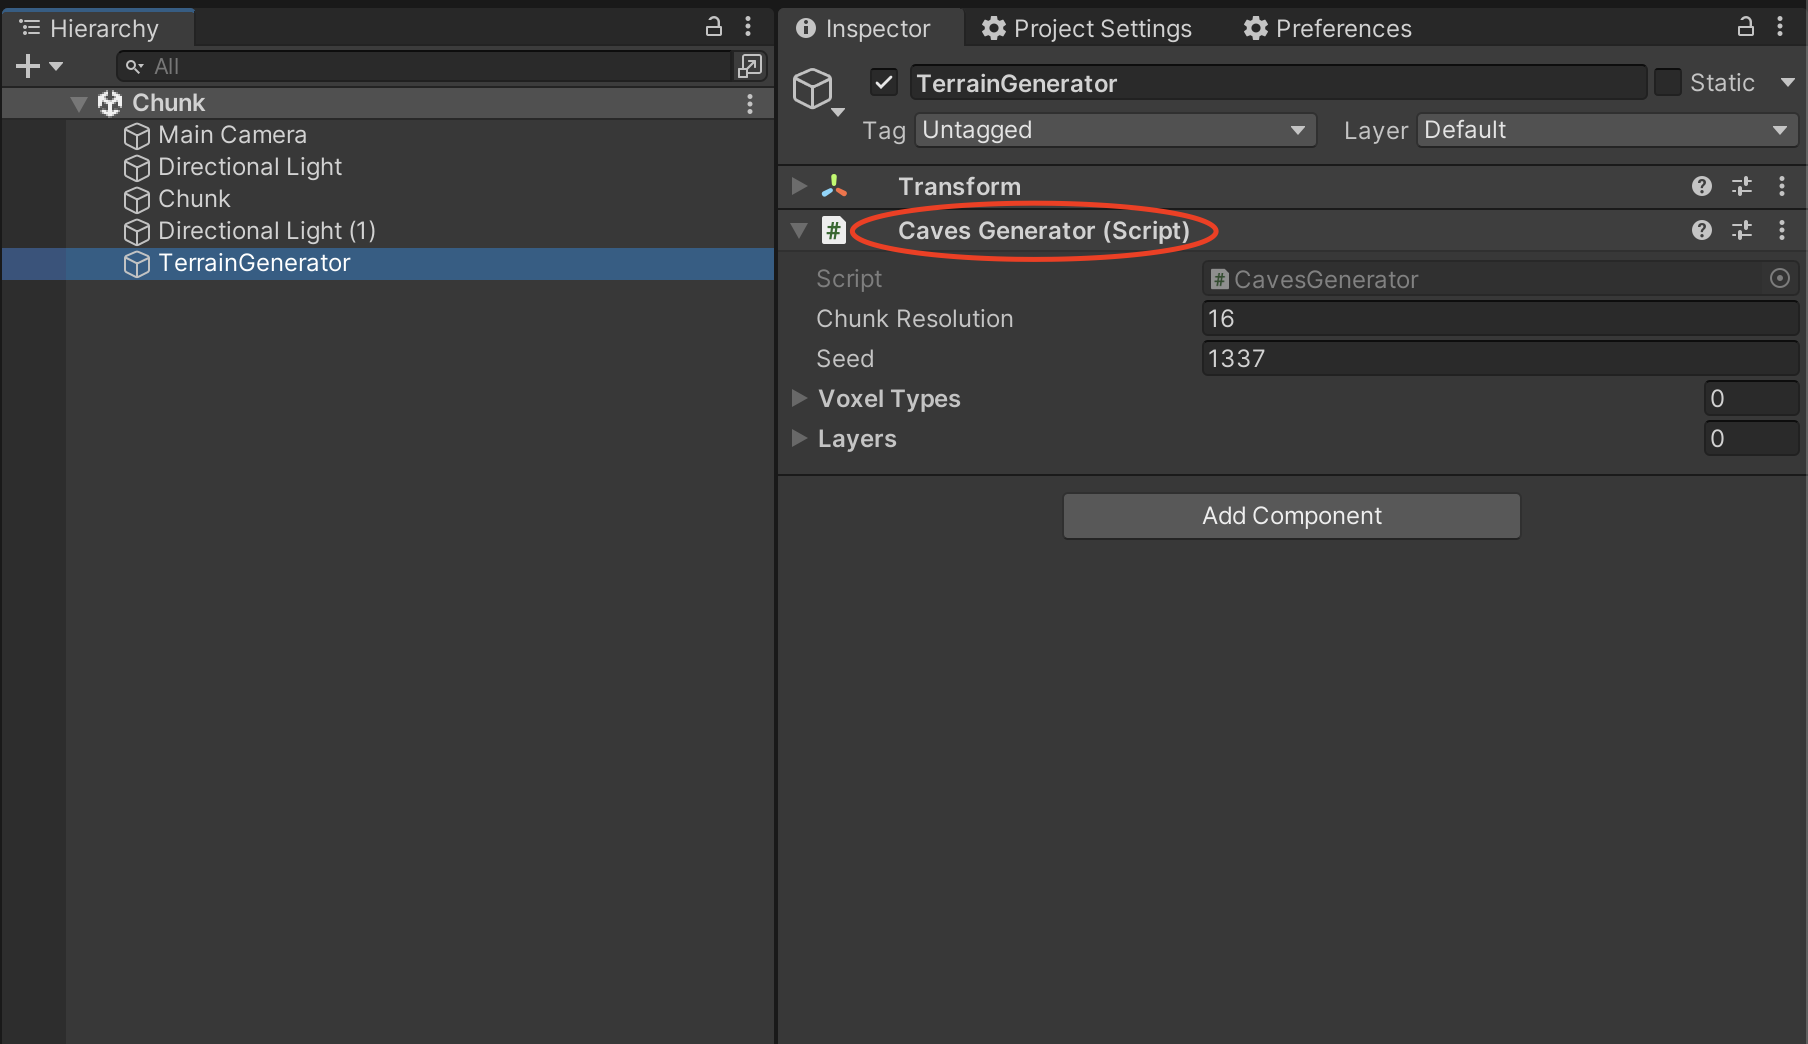 Hierarchy
All
Chunk
Main Camera
Directional Light
Chunk
Directional Light (1)
TerrainGenerator
Inspector Project Settings Preferences
TerrainGenerator Static
Tag Untagged Layer Default
Transform
# Caves Generator (Script)
Script # CavesGenerator
Chunk Resolution 16
Seed 1337
Voxel Types 0
Layers 0
Add Component